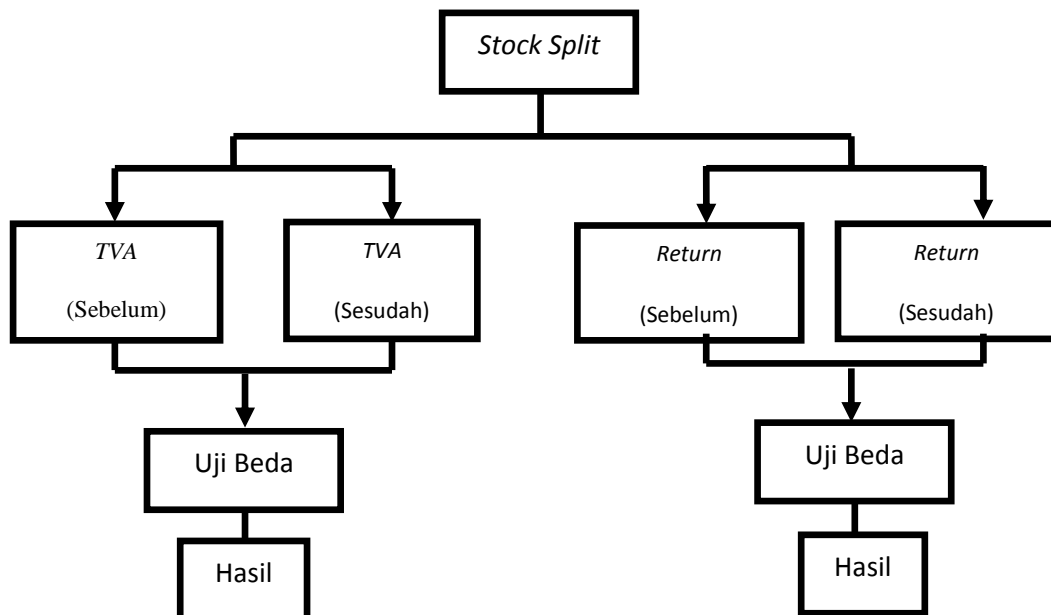 Stock Split
TVA
(Sebelum)
TVA
(Sesudah)
Return
(Sebelum)
Return
(Sesudah)
Uji Beda
Uji Beda
Hasil
Hasil